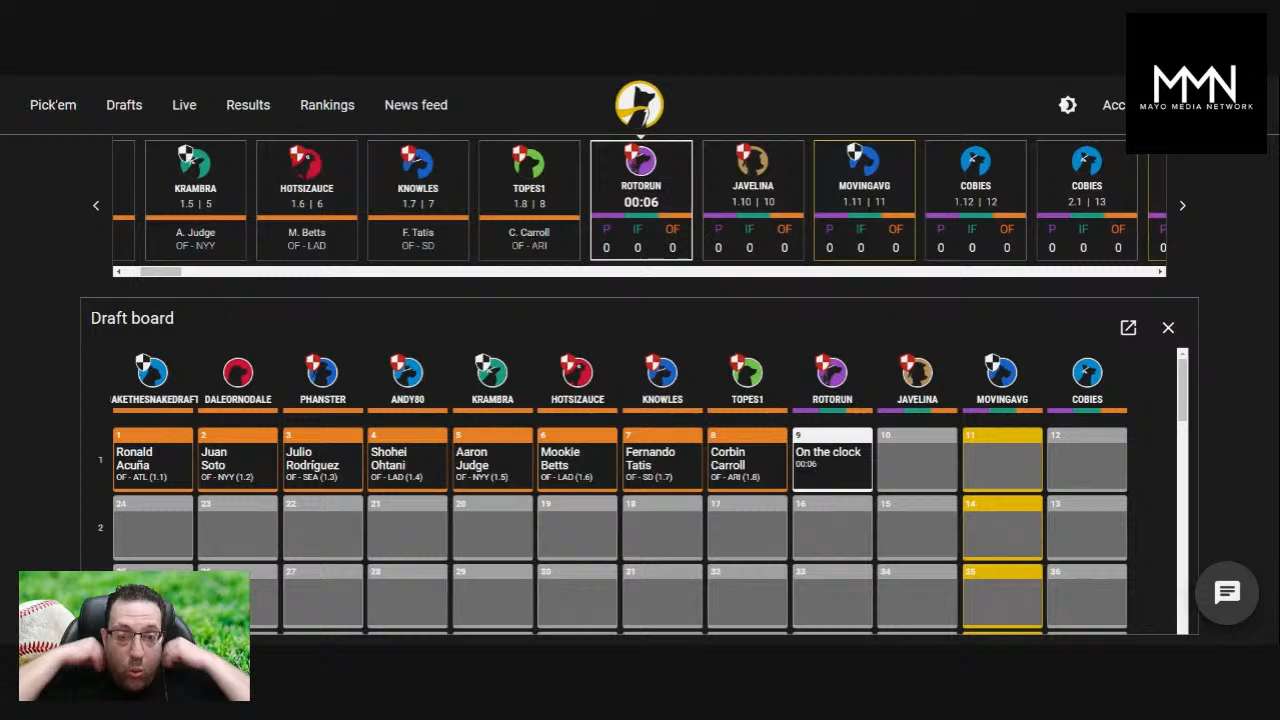 MMN
MAYO MEDIA NETWORK
Pick'em Drafts Live Results Rankings News feed Acc
KRAMBRA HOTSIZAUCE KNOWLES TOPES1 ROTORUN JAVELINA MOVINGAVG COBIES COBIES
1.5 | 5 1.6 | 6 1.7 | 7 1.8 | 8 00:06 1.10 | 10 1.11 | 11 1.12 | 12 2.1 | 13
A. Judge M. Betts F. Tatis C. Carroll P IF OF P IF OF P IF OF P IF OF P IF OF P
OF - NYY OF - LAD OF - SD OF - ARI 0 0 0 0 0 0 0 0 0 0 0 0 0 0 0 0
Draft board
AKETHESNAKEDRAFT DALEORNODALE PHANSTER ANDY80 KRAMBRA HOTSIZAUCE KNOWLES TOPES1 ROTORUN JAVELINA MOVINGAVG COBIES
1 2 3 4 5 6 7 8 9 10 11 12
Ronald Juan Julio Shohei Aaron Mookie Fernando Corbin On the clock
1 Acuña Soto Rodríguez Ohtani Judge Betts Tatis Carroll 00:06
OF - ATL (1.1) OF - NYY (1.2) OF - SEA (1.3) OF - LAD (1.4) OF - NYY (1.5) OF - LAD (1.6) OF - SD (1.7) OF - ARI (1.8)
24 23 22 21 20 19 18 17 16 15 14 13
2
27 28 29 30 31 32 33 34 35 36